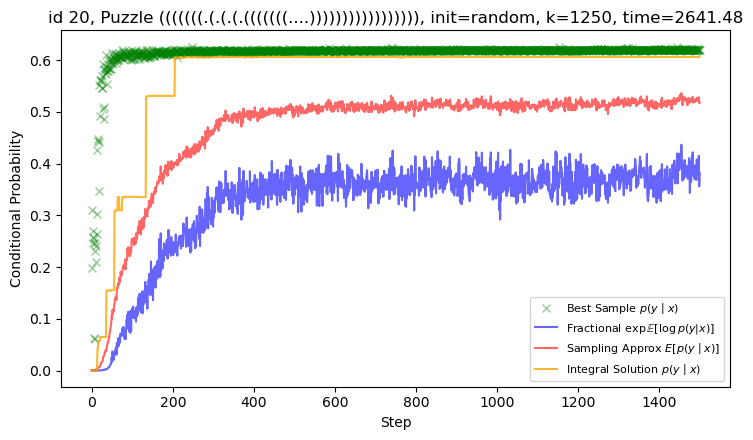 id 20, Puzzle (((((((.(.(.(.(((((((....))))))))))))))))), init=random, k=1250, time=2641.48
Conditional Probability
0.6
0.5
0.4
0.3
0.2
0.1
0.0
Best Sample p(y | x)
Fractional exp 𝔼[log p(y|x)]
Sampling Approx E[p(y | x)]
Integral Solution p(y | x)
0 200 400 600 800 1000 1200 1400
Step